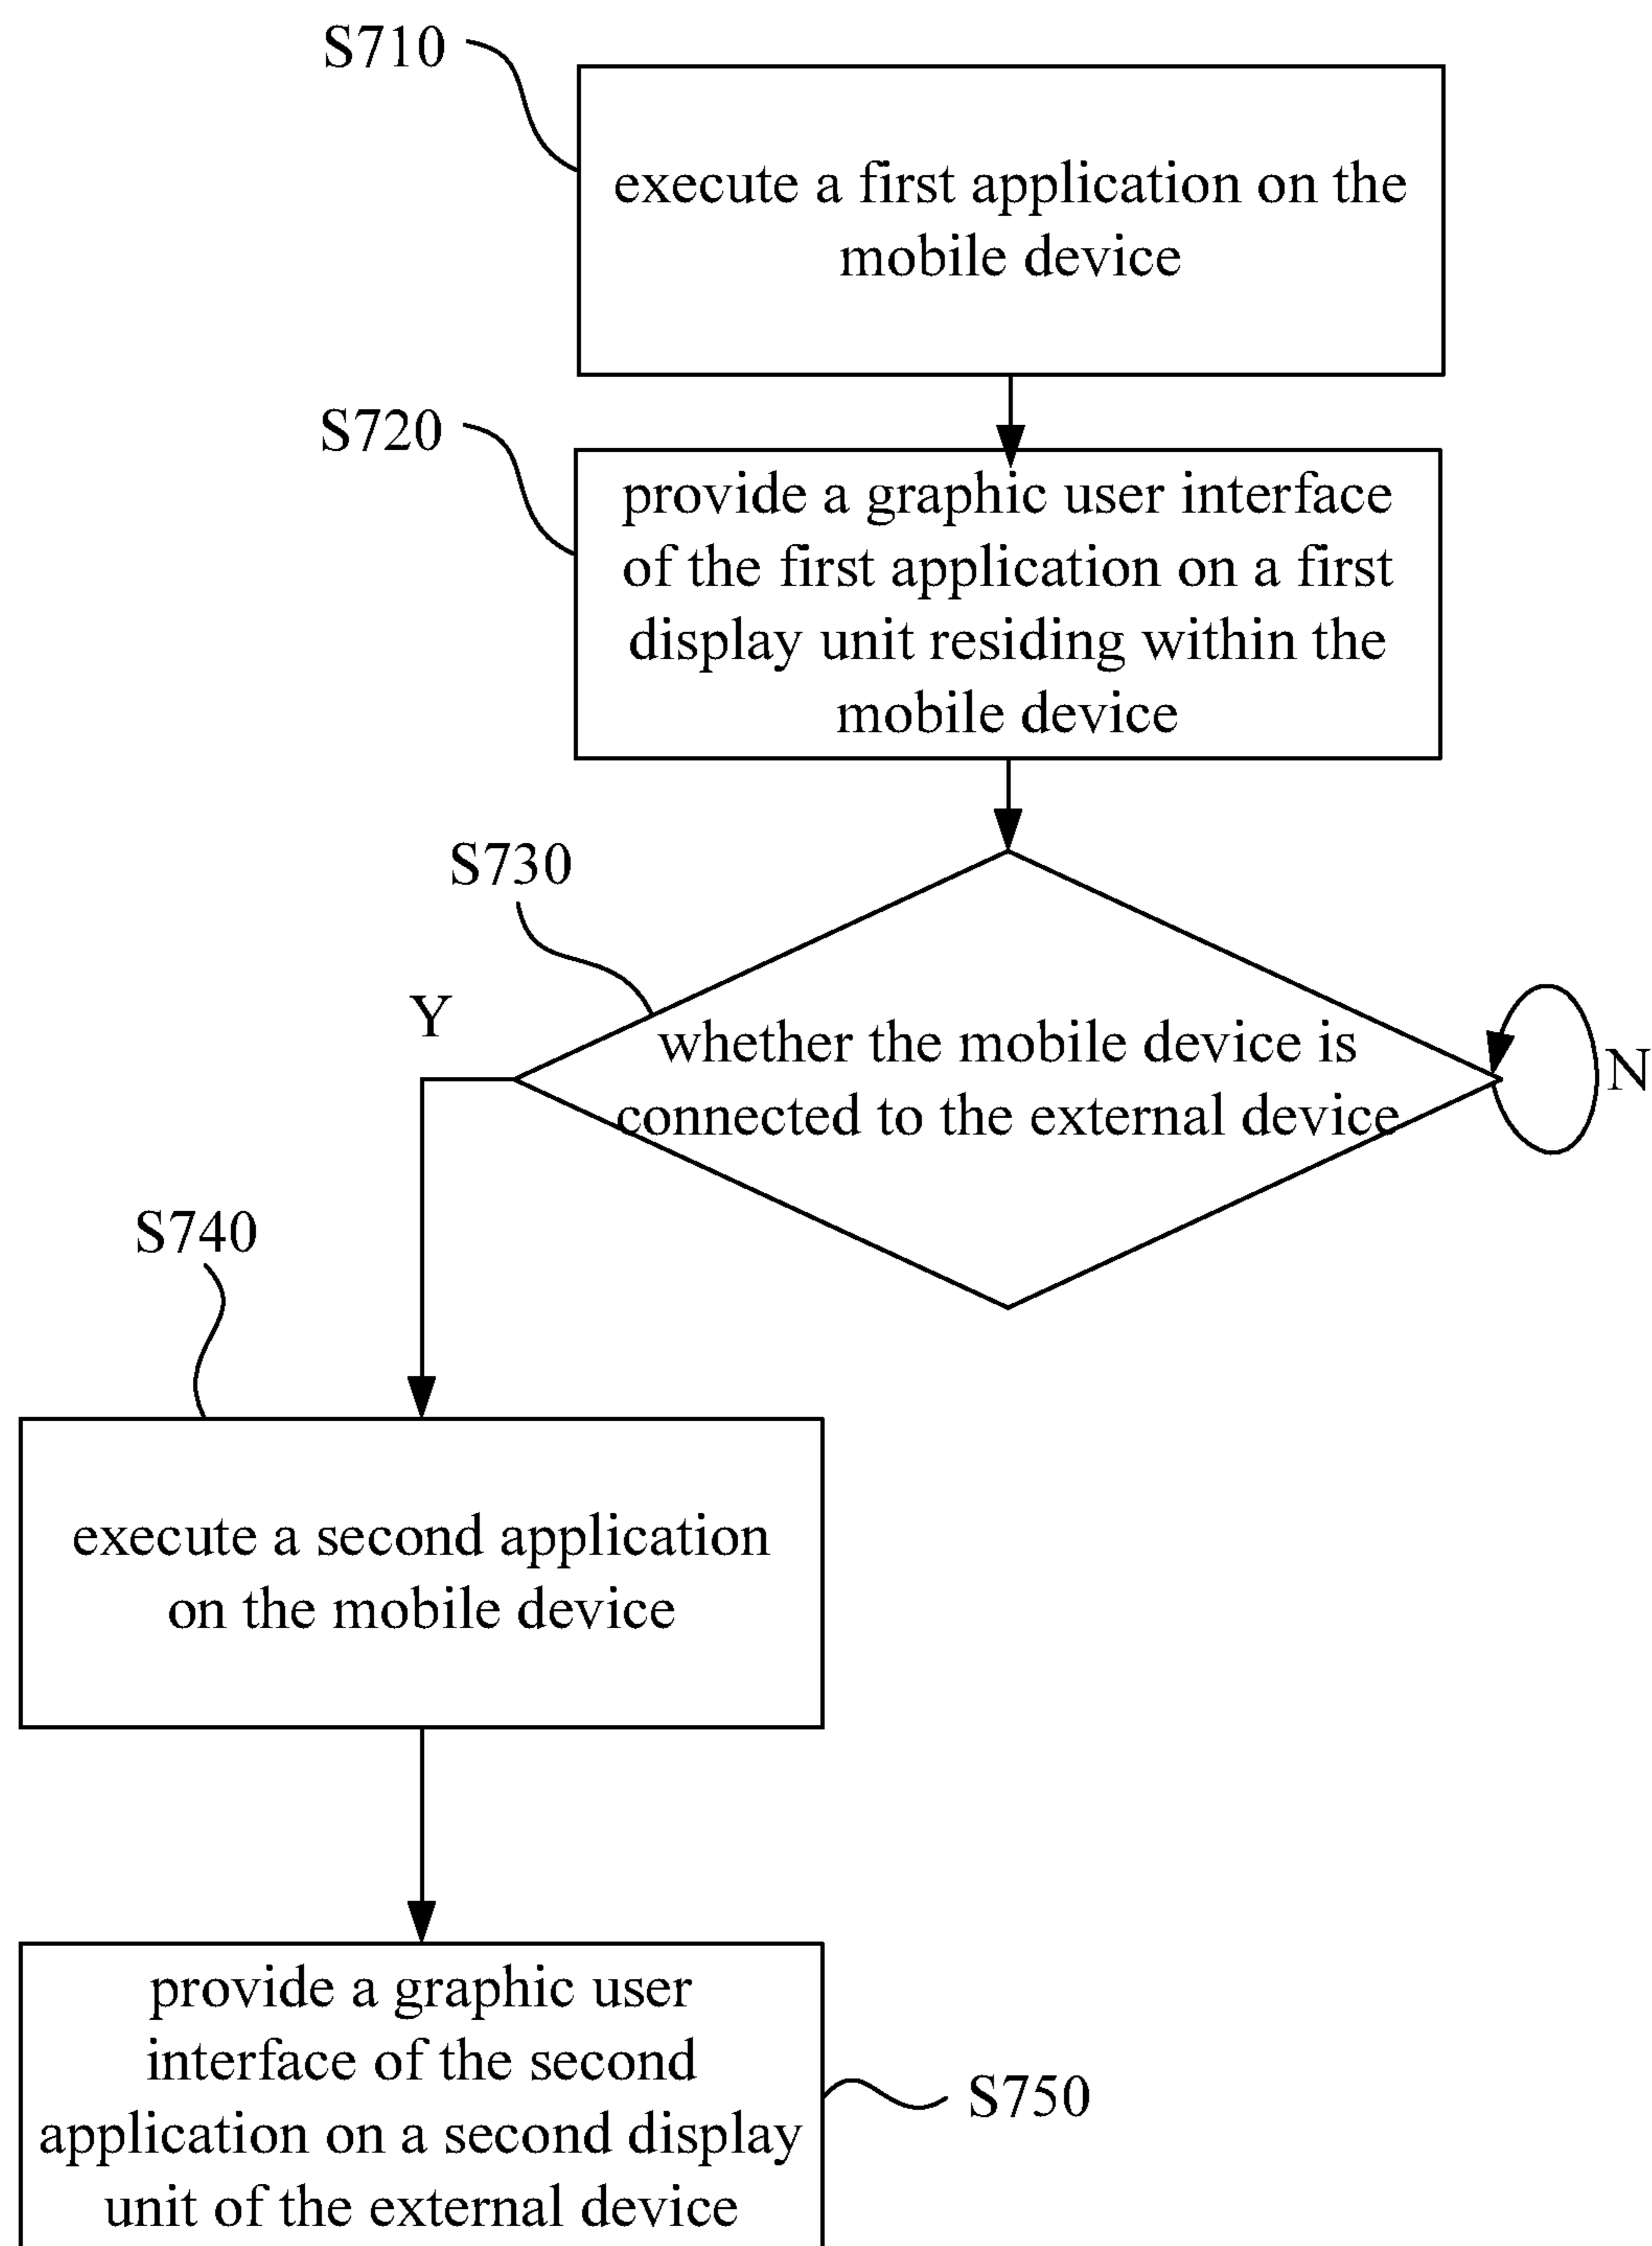 S710
execute a first application on the
mobile device
S720
provide a graphic user interface
of the first application on a first
display unit residing within the
mobile device
S730
Y
whether the mobile device is
connected to the external device
N
S740
execute a second application
on the mobile device
provide a graphic user
interface of the second
application on a second display
unit of the external device
S750